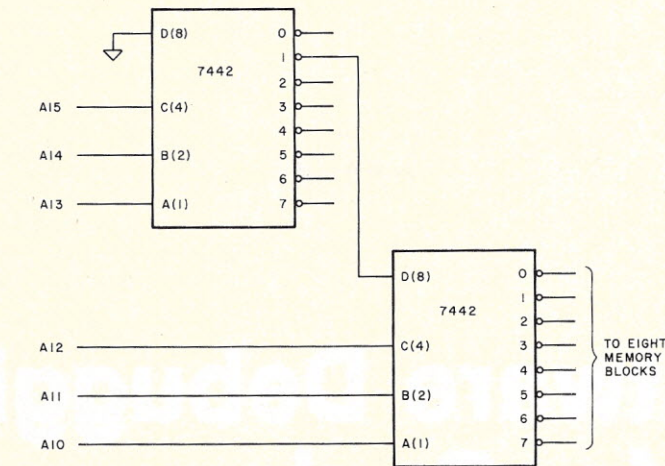 D(8)
0
7442
1
2
A15
C(4)
3
4
A14
B(2)
5
6
A13
A(1)
7
D(8)
0
7442
1
2
A12
C(4)
3
TO EIGHT
MEMORY
BLOCKS
4
A11
B(2)
5
6
A10
A(1)
7